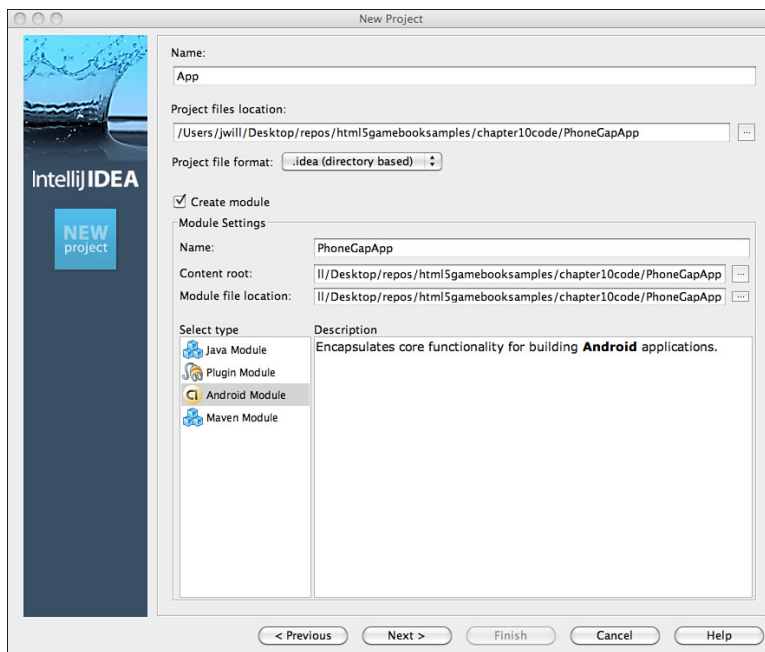 New Project
IntelliJIDEA
NEW
project
Name:
App
Project files location:
/Users/jwill/Desktop/repos/html5gamebooksamples/chapter10code/PhoneGapApp
...
Project file format: .idea (directory based)
Create module
Module Settings
Name: PhoneGapApp
Content root: ll/Desktop/repos/html5gamebooksamples/chapter10code/PhoneGapApp ...
Module file location: ll/Desktop/repos/html5gamebooksamples/chapter10code/PhoneGapApp ...
Select type
Java Module
Plugin Module
Android Module
Maven Module
Description
Encapsulates core functionality for building Android applications.
< Previous Next > Finish Cancel Help